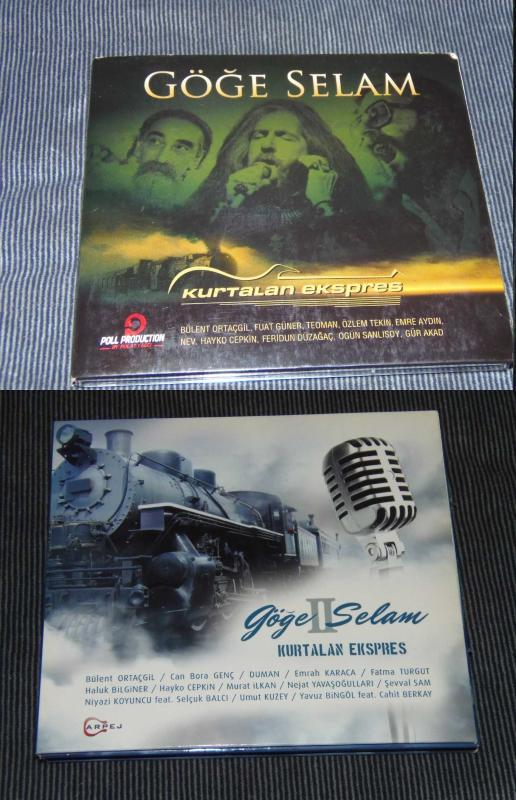 GÖĞE SELAM
KURTALAN EKSPRES
BÜLENT ORTAÇGİL, FUAT GÜNER, TEOMAN, ÖZLEM TEKİN, EMRE AYDIN,
NEV, HAYKO CEPKİN, FERİDUN DÜZAĞAÇ, OGÜN SANLISOY, GÜR AKAD
POLL PRODUCTION
BY POLAT YAĞCI
Göğe II Selam
KURTALAN EKSPRES
Bülent ORTAÇGİL / Can Bora GENÇ / DUMAN / Emrah KARACA / Fatma TURGUT
Haluk BİLGİNER / Hayko CEPKİN / Murat İLKAN / Nejat YAVAŞOĞULLARI / Şevval SAM
Niyazi KOYUNCU feat. Selçuk BALCI / Umut KUZEY / Yavuz BİNGÖL feat. Cahit BERKAY
ARPEJ